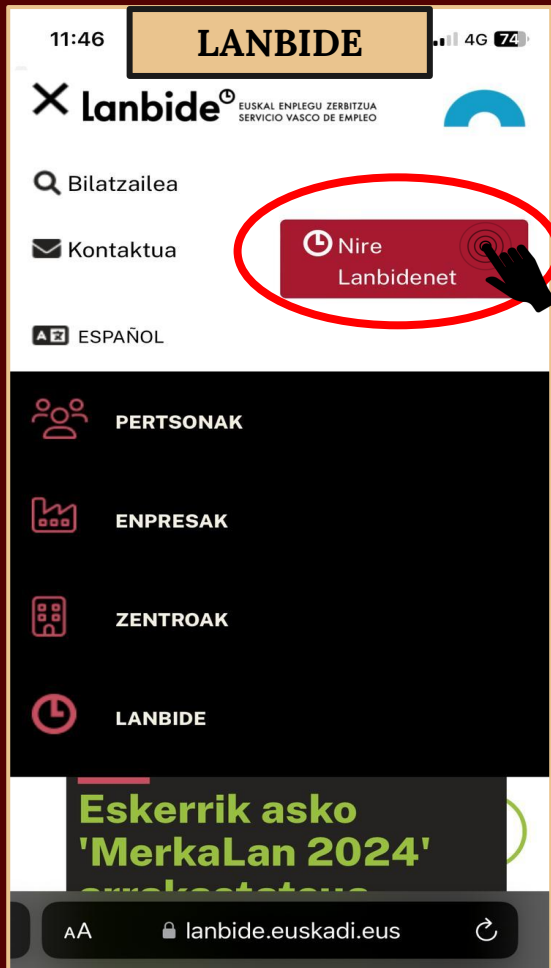 11:46
LANBIDE
4G 74
lanbide EUSKAL ENPLEGU ZERBITZUA
SERVICIO VASCO DE EMPLEO
Bilatzailea
Kontaktua
Nire
Lanbidenet
ESPAÑOL
PERTSONAK
ENPRESAK
ZENTROAK
LANBIDE
Eskerrik asko
'MerkaLan 2024'
AA lanbide.euskadi.eus